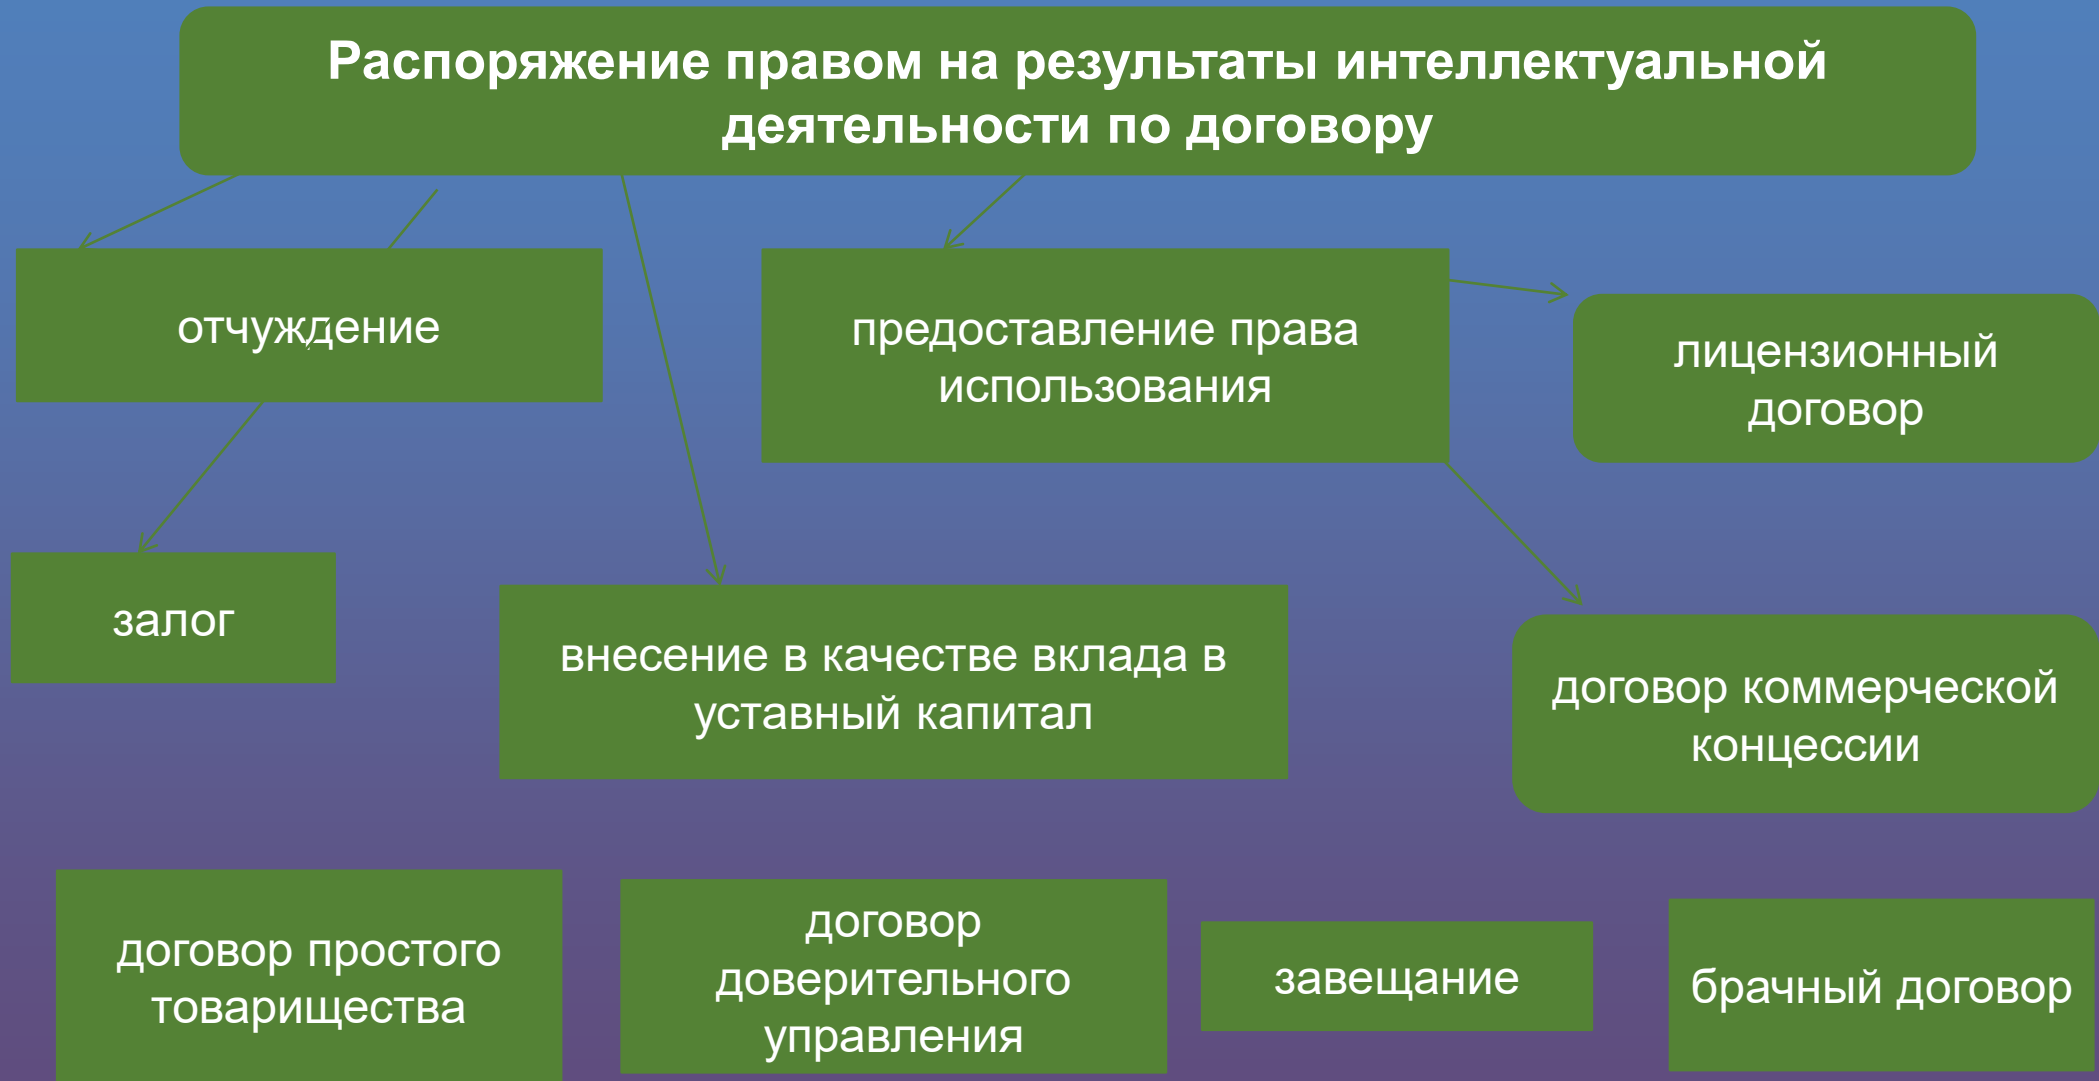 Распоряжение правом на результаты интеллектуальной
деятельности по договору
отчуждение
предоставление права
использования
лицензионный
договор
залог
внесение в качестве вклада в
уставный капитал
договор коммерческой
концессии
договор простого
товарищества
договор
доверительного
управления
завещание
брачный договор